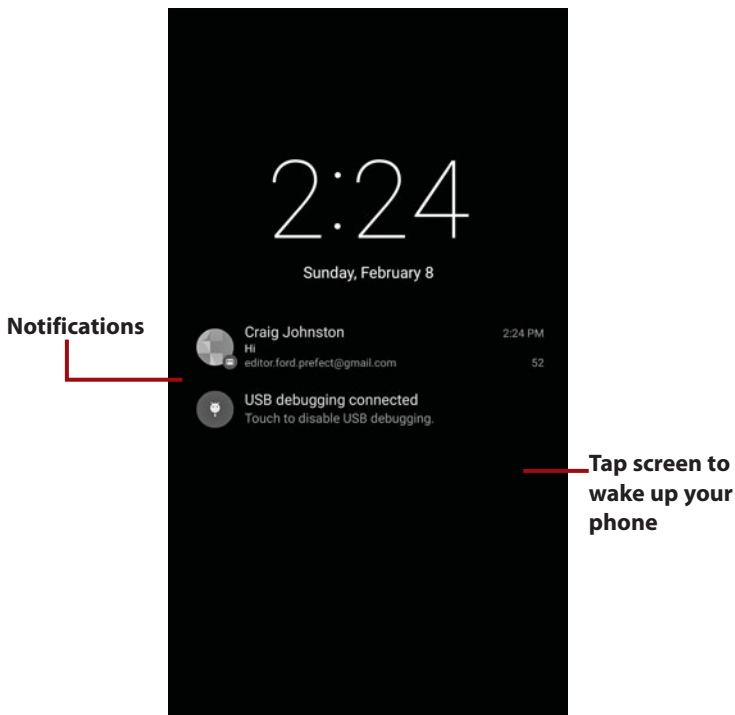 2:24
Sunday, February 8
Notifications
Craig Johnston
2:24 PM
Hi
editor.ford.prefect@gmail.com
52
USB debugging connected
Touch to disable USB debugging.
Tap screen to
wake up your
phone